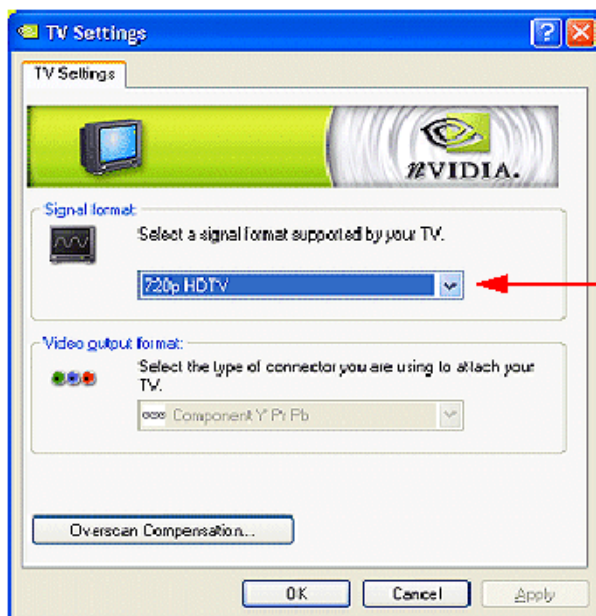 TV Settings
TV Settings
nVIDIA.
Signal format:
Select a signal format supported by your TV.
720p HDTV
Video output format:
Select the type of connector you are using to attach your
TV.
Component Y Pr Pb
Overscan Compensation...
OK
Cancel
Apply